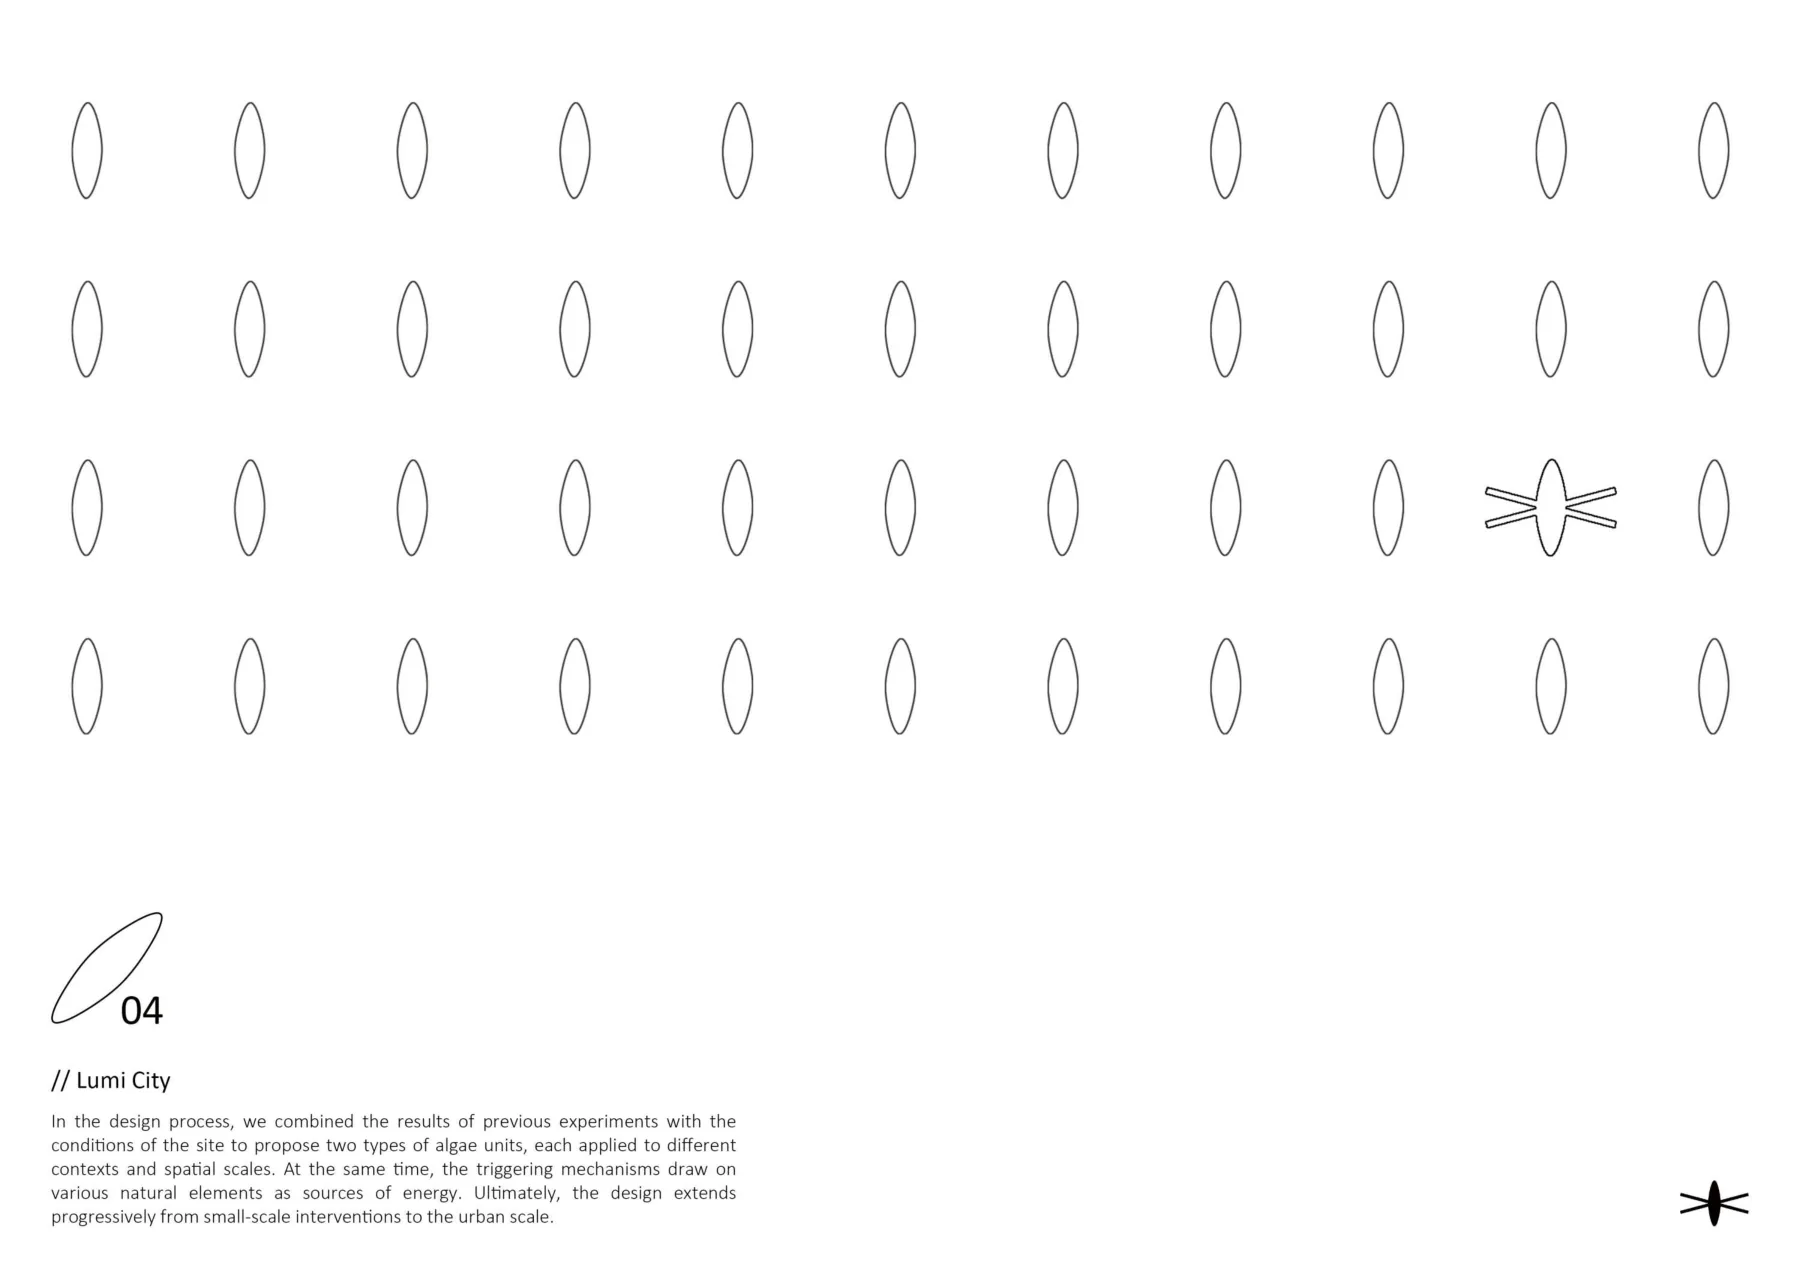 04
// Lumi City
In the design process, we combined the results of previous experiments with the
conditions of the site to propose two types of algae units, each applied to different
contexts and spatial scales. At the same time, the triggering mechanisms draw on
various natural elements as sources of energy. Ultimately, the design extends
progressively from small-scale interventions to the urban scale.